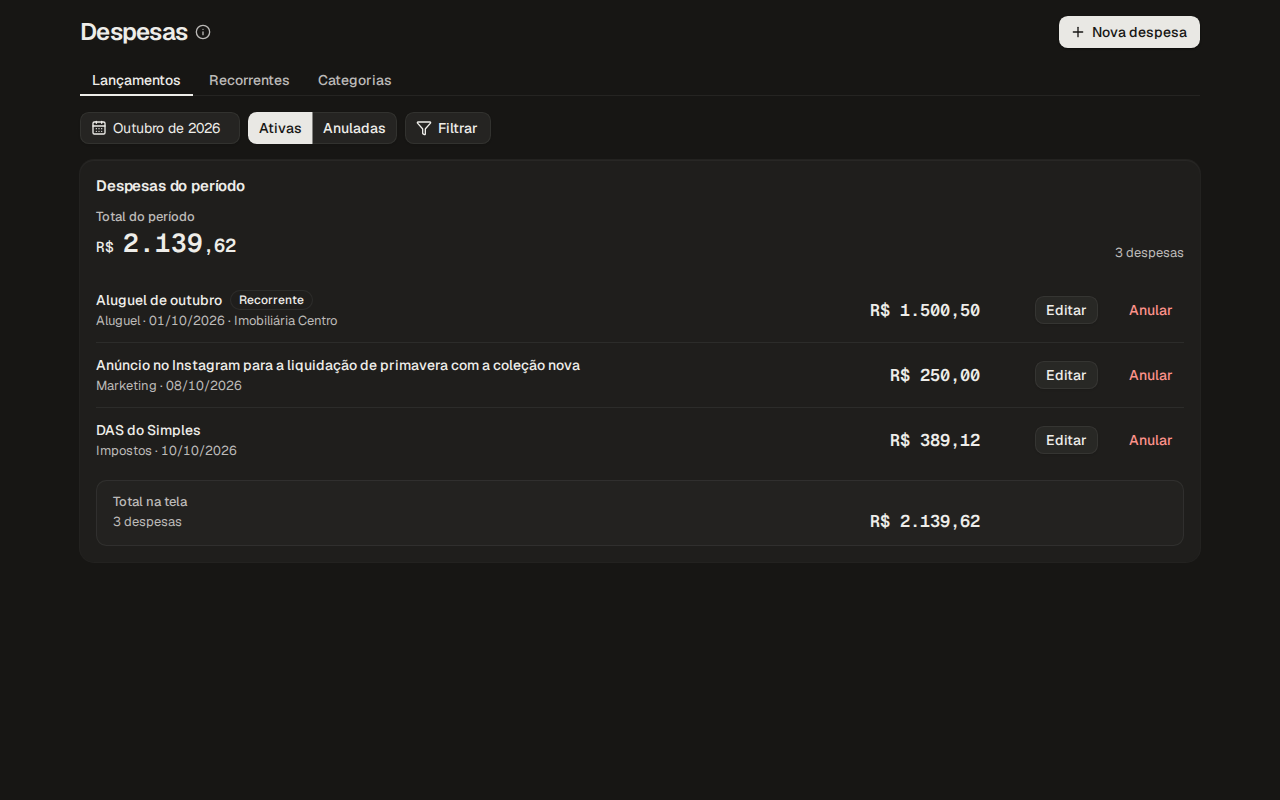 Despesas
Nova despesa
Lançamentos Recorrentes Categorias
Outubro de 2026 Ativas Anuladas Filtrar
Despesas do período
Total do período
R$ 2.139,62
3 despesas
Aluguel de outubro Recorrente
Aluguel · 01/10/2026 · Imobiliária Centro
R$ 1.500,50 Editar Anular
Anúncio no Instagram para a liquidação de primavera com a coleção nova
Marketing · 08/10/2026
R$ 250,00 Editar Anular
DAS do Simples
Impostos · 10/10/2026
R$ 389,12 Editar Anular
Total na tela
3 despesas
R$ 2.139,62